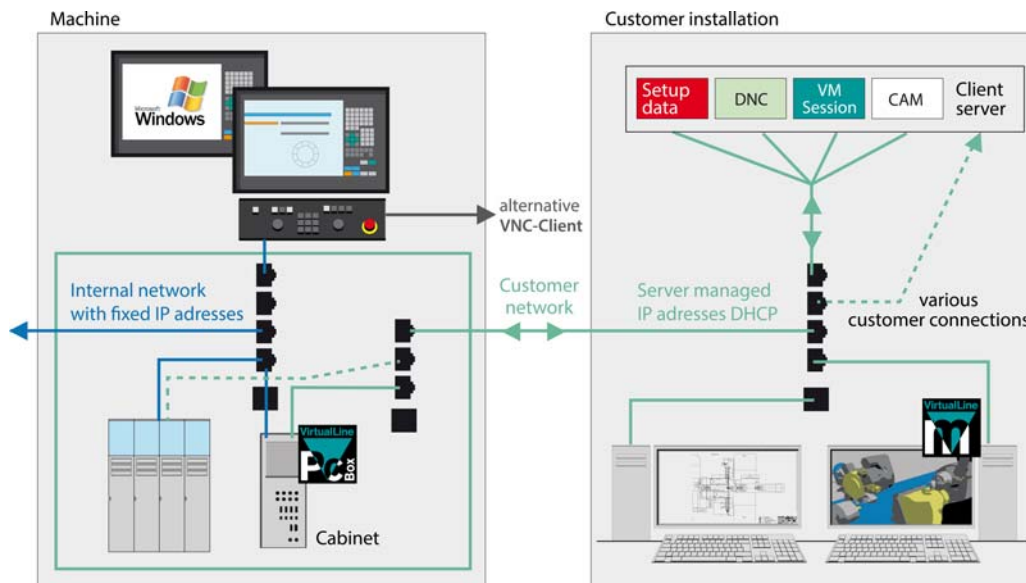 Machine
Customer installation
Microsoft
Windows
Setup
data
DNC
VM
Session
CAM
Client
server
alternative
VNC-Client
Internal network
with fixed IP adresses
Customer
network
Server managed
IP adresses DHCP
various
customer connections
VirtualLine
Pc
Box
Cabinet
VirtualLine
M